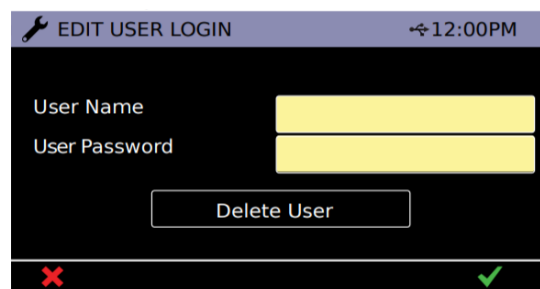 EDIT USER LOGIN 12:00PM
User Name
User Password
Delete User